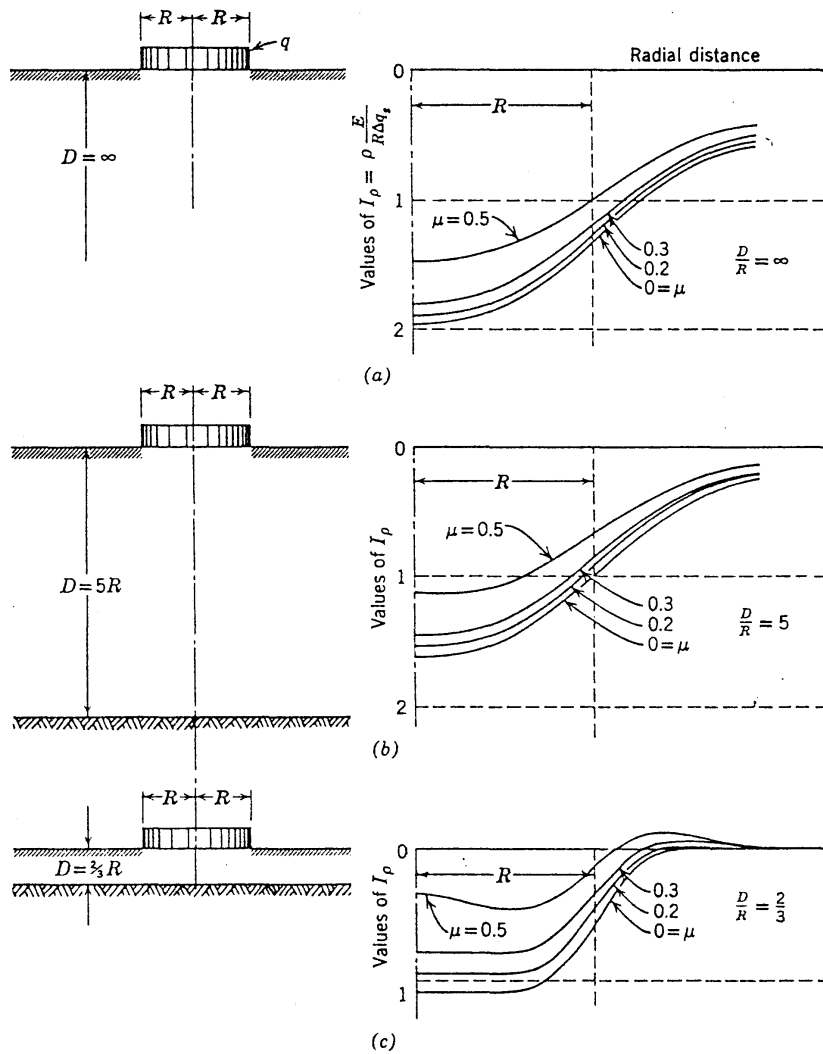 R R
q
D = ∞
Radial distance
0
R
Values of I_ρ = ρ E/(RΔq_s)
1
μ = 0.5
0.3
0.2
0 = μ
D/R = ∞
2
(a)
R R
D = 5R
0
R
Values of I_ρ
μ = 0.5
1
0.3
0.2
0 = μ
D/R = 5
2
(b)
R R
D = ⅔ R
0
R
Values of I_ρ
μ = 0.5
0.3
0.2
0 = μ
D/R = 2/3
1
(c)